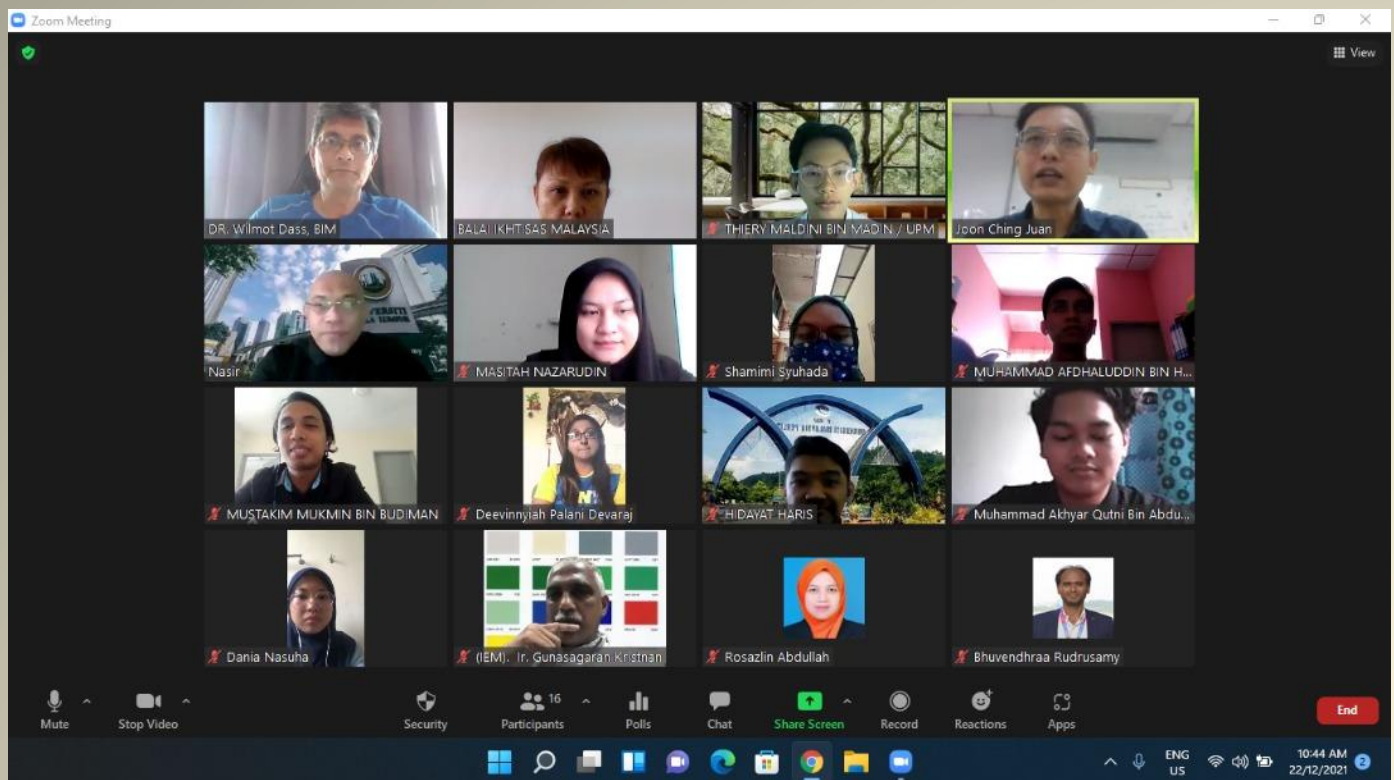 Zoom Meeting
View
DR. Wilmot Dass, BIM
BALAI IKHTISAS MALAYSIA
THIERY MALDINI BIN MADIN / UPM
Joon Ching Juan
Nasir
MASITAH NAZARUDIN
Shamimi Syuhada
MUHAMMAD AFDHALUDDIN BIN H...
MUSTAKIM MUKMIN BIN BUDIMAN
Deevinnyiah Palani Devaraj
HIDAYAT HARIS
Muhammad Akhyar Qutni Bin Abdu...
Dania Nasuha
(IEM). Ir. Gunasagaran Kristnan
Rosazlin Abdullah
Bhuvendhraa Rudrusamy
Mute
Stop Video
Security
Participants
16
Polls
Chat
Share Screen
Record
Reactions
Apps
End
ENG
US
10:44 AM
22/12/2021
2